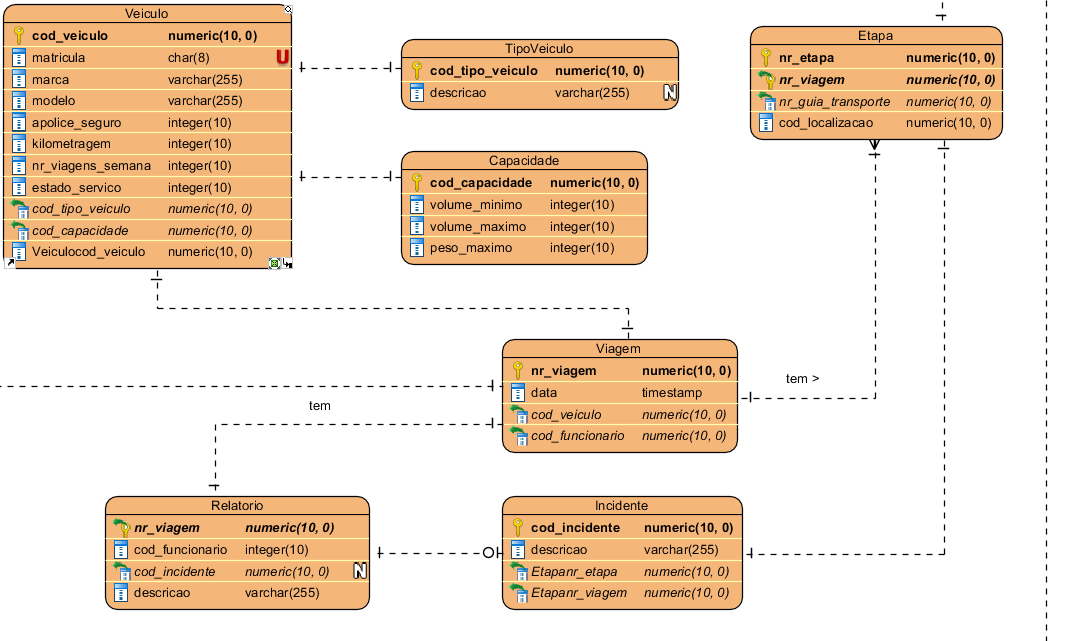 Veiculo
cod_veiculo numeric(10, 0)
matricula char(8) U
marca varchar(255)
modelo varchar(255)
apolice_seguro integer(10)
kilometragem integer(10)
nr_viagens_semana integer(10)
estado_servico integer(10)
cod_tipo_veiculo numeric(10, 0)
cod_capacidade numeric(10, 0)
Veiculocod_veiculo numeric(10, 0)
TipoVeiculo
cod_tipo_veiculo numeric(10, 0)
descricao varchar(255) N
Capacidade
cod_capacidade numeric(10, 0)
volume_minimo integer(10)
volume_maximo integer(10)
peso_maximo integer(10)
Etapa
nr_etapa numeric(10, 0)
nr_viagem numeric(10, 0)
nr_guia_transporte numeric(10, 0)
cod_localizacao numeric(10, 0)
Viagem
nr_viagem numeric(10, 0)
data timestamp
cod_veiculo numeric(10, 0)
cod_funcionario numeric(10, 0)
tem >
tem
Relatorio
nr_viagem numeric(10, 0)
cod_funcionario integer(10)
cod_incidente numeric(10, 0) N
descricao varchar(255)
Incidente
cod_incidente numeric(10, 0)
descricao varchar(255)
Etapanr_etapa numeric(10, 0)
Etapanr_viagem numeric(10, 0)